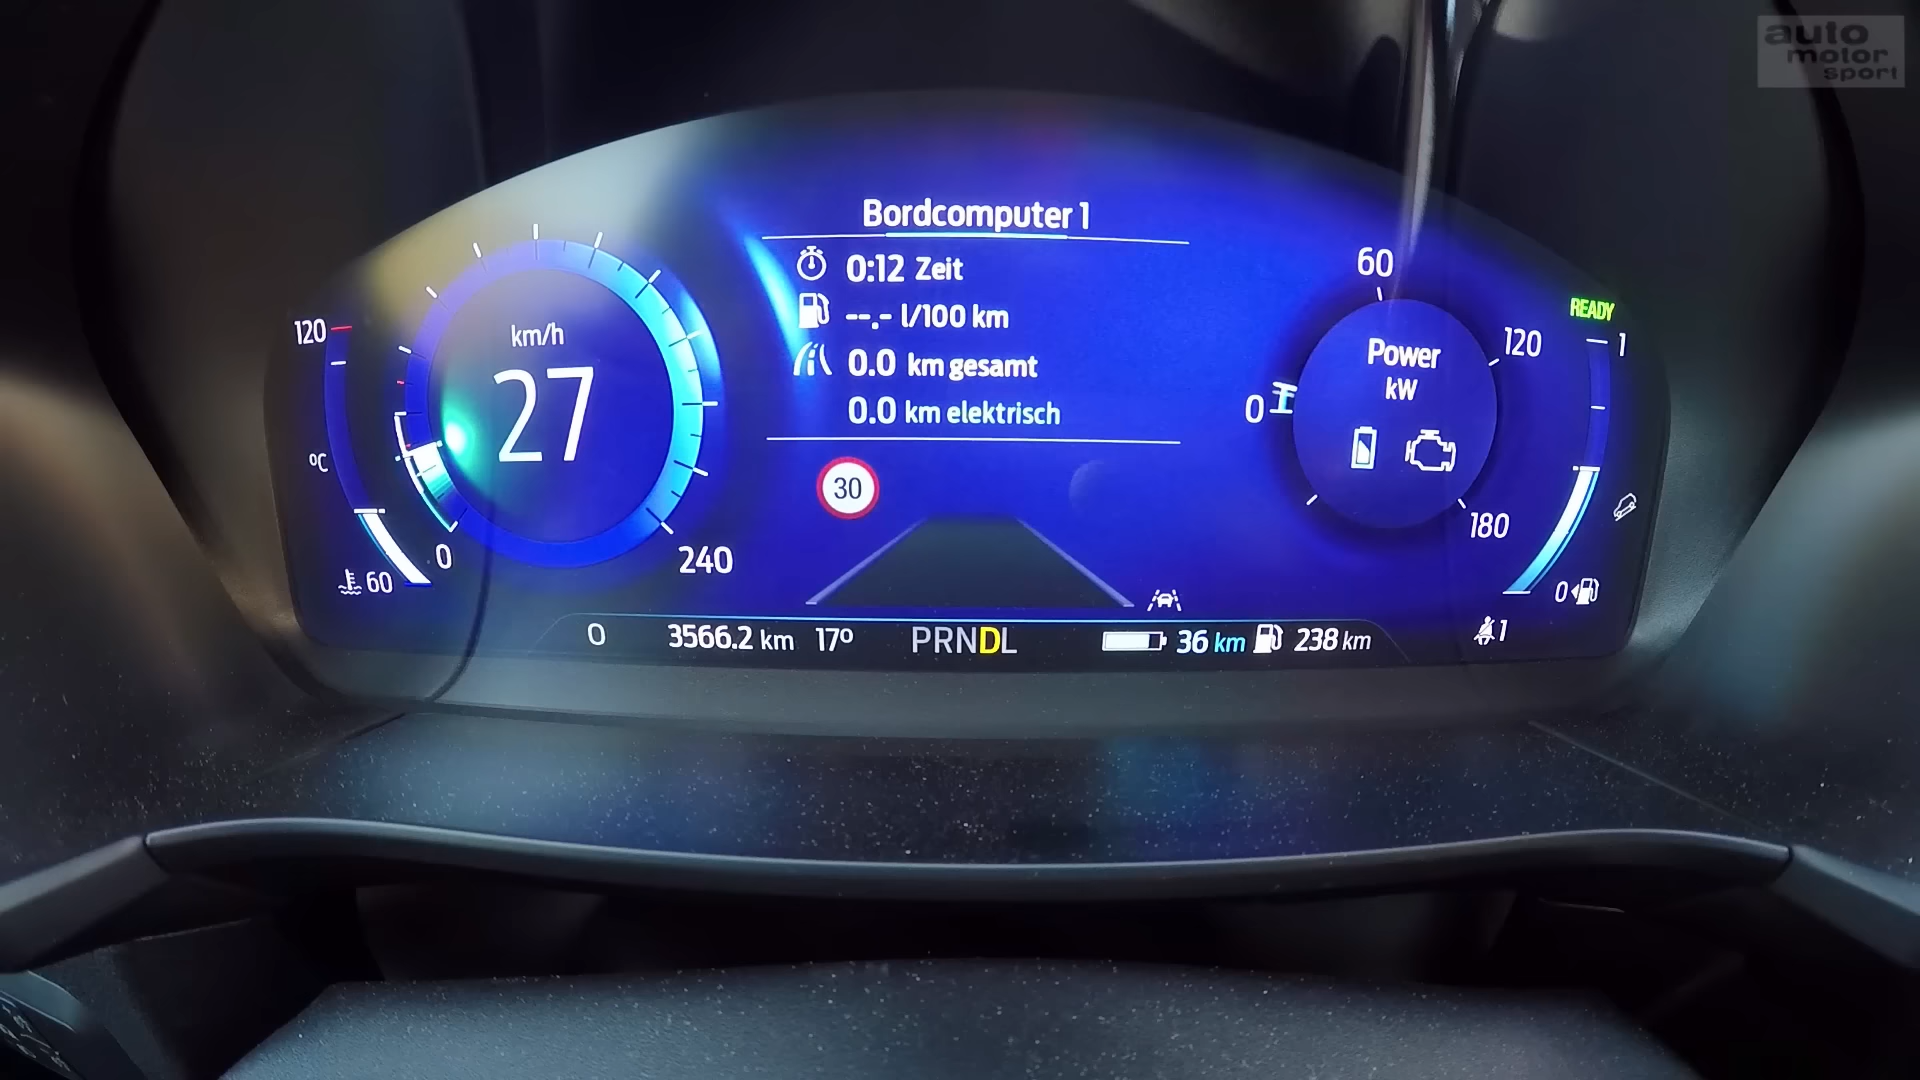 auto
motor
sport
Bordcomputer 1
0:12 Zeit
--.- l/100 km
0.0 km gesamt
0.0 km elektrisch
30
120
°C
60
km/h
27
0
240
60
0
120
180
Power
kW
READY
1
0
1
0
3566.2 km
17º
PRNDL
36 km
238 km